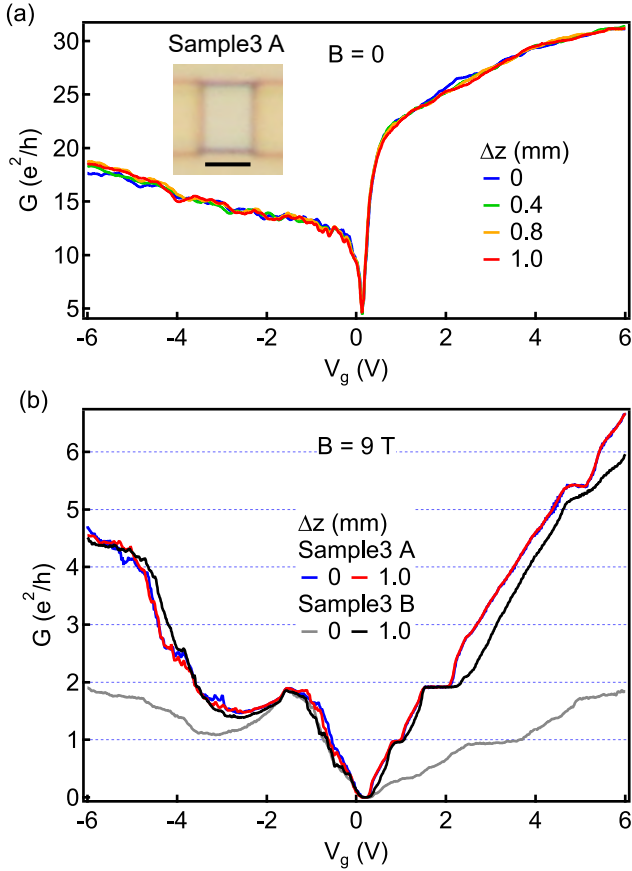 (a)
Sample3 A
B = 0
30
25
20
15
10
5
G (e²/h)
Δz (mm)
0
0.4
0.8
1.0
-6 -4 -2 0 2 4 6
V_g (V)
(b)
B = 9 T
6
5
4
3
2
1
0
G (e²/h)
Δz (mm)
Sample3 A
0 1.0
Sample3 B
0 1.0
-6 -4 -2 0 2 4 6
V_g (V)